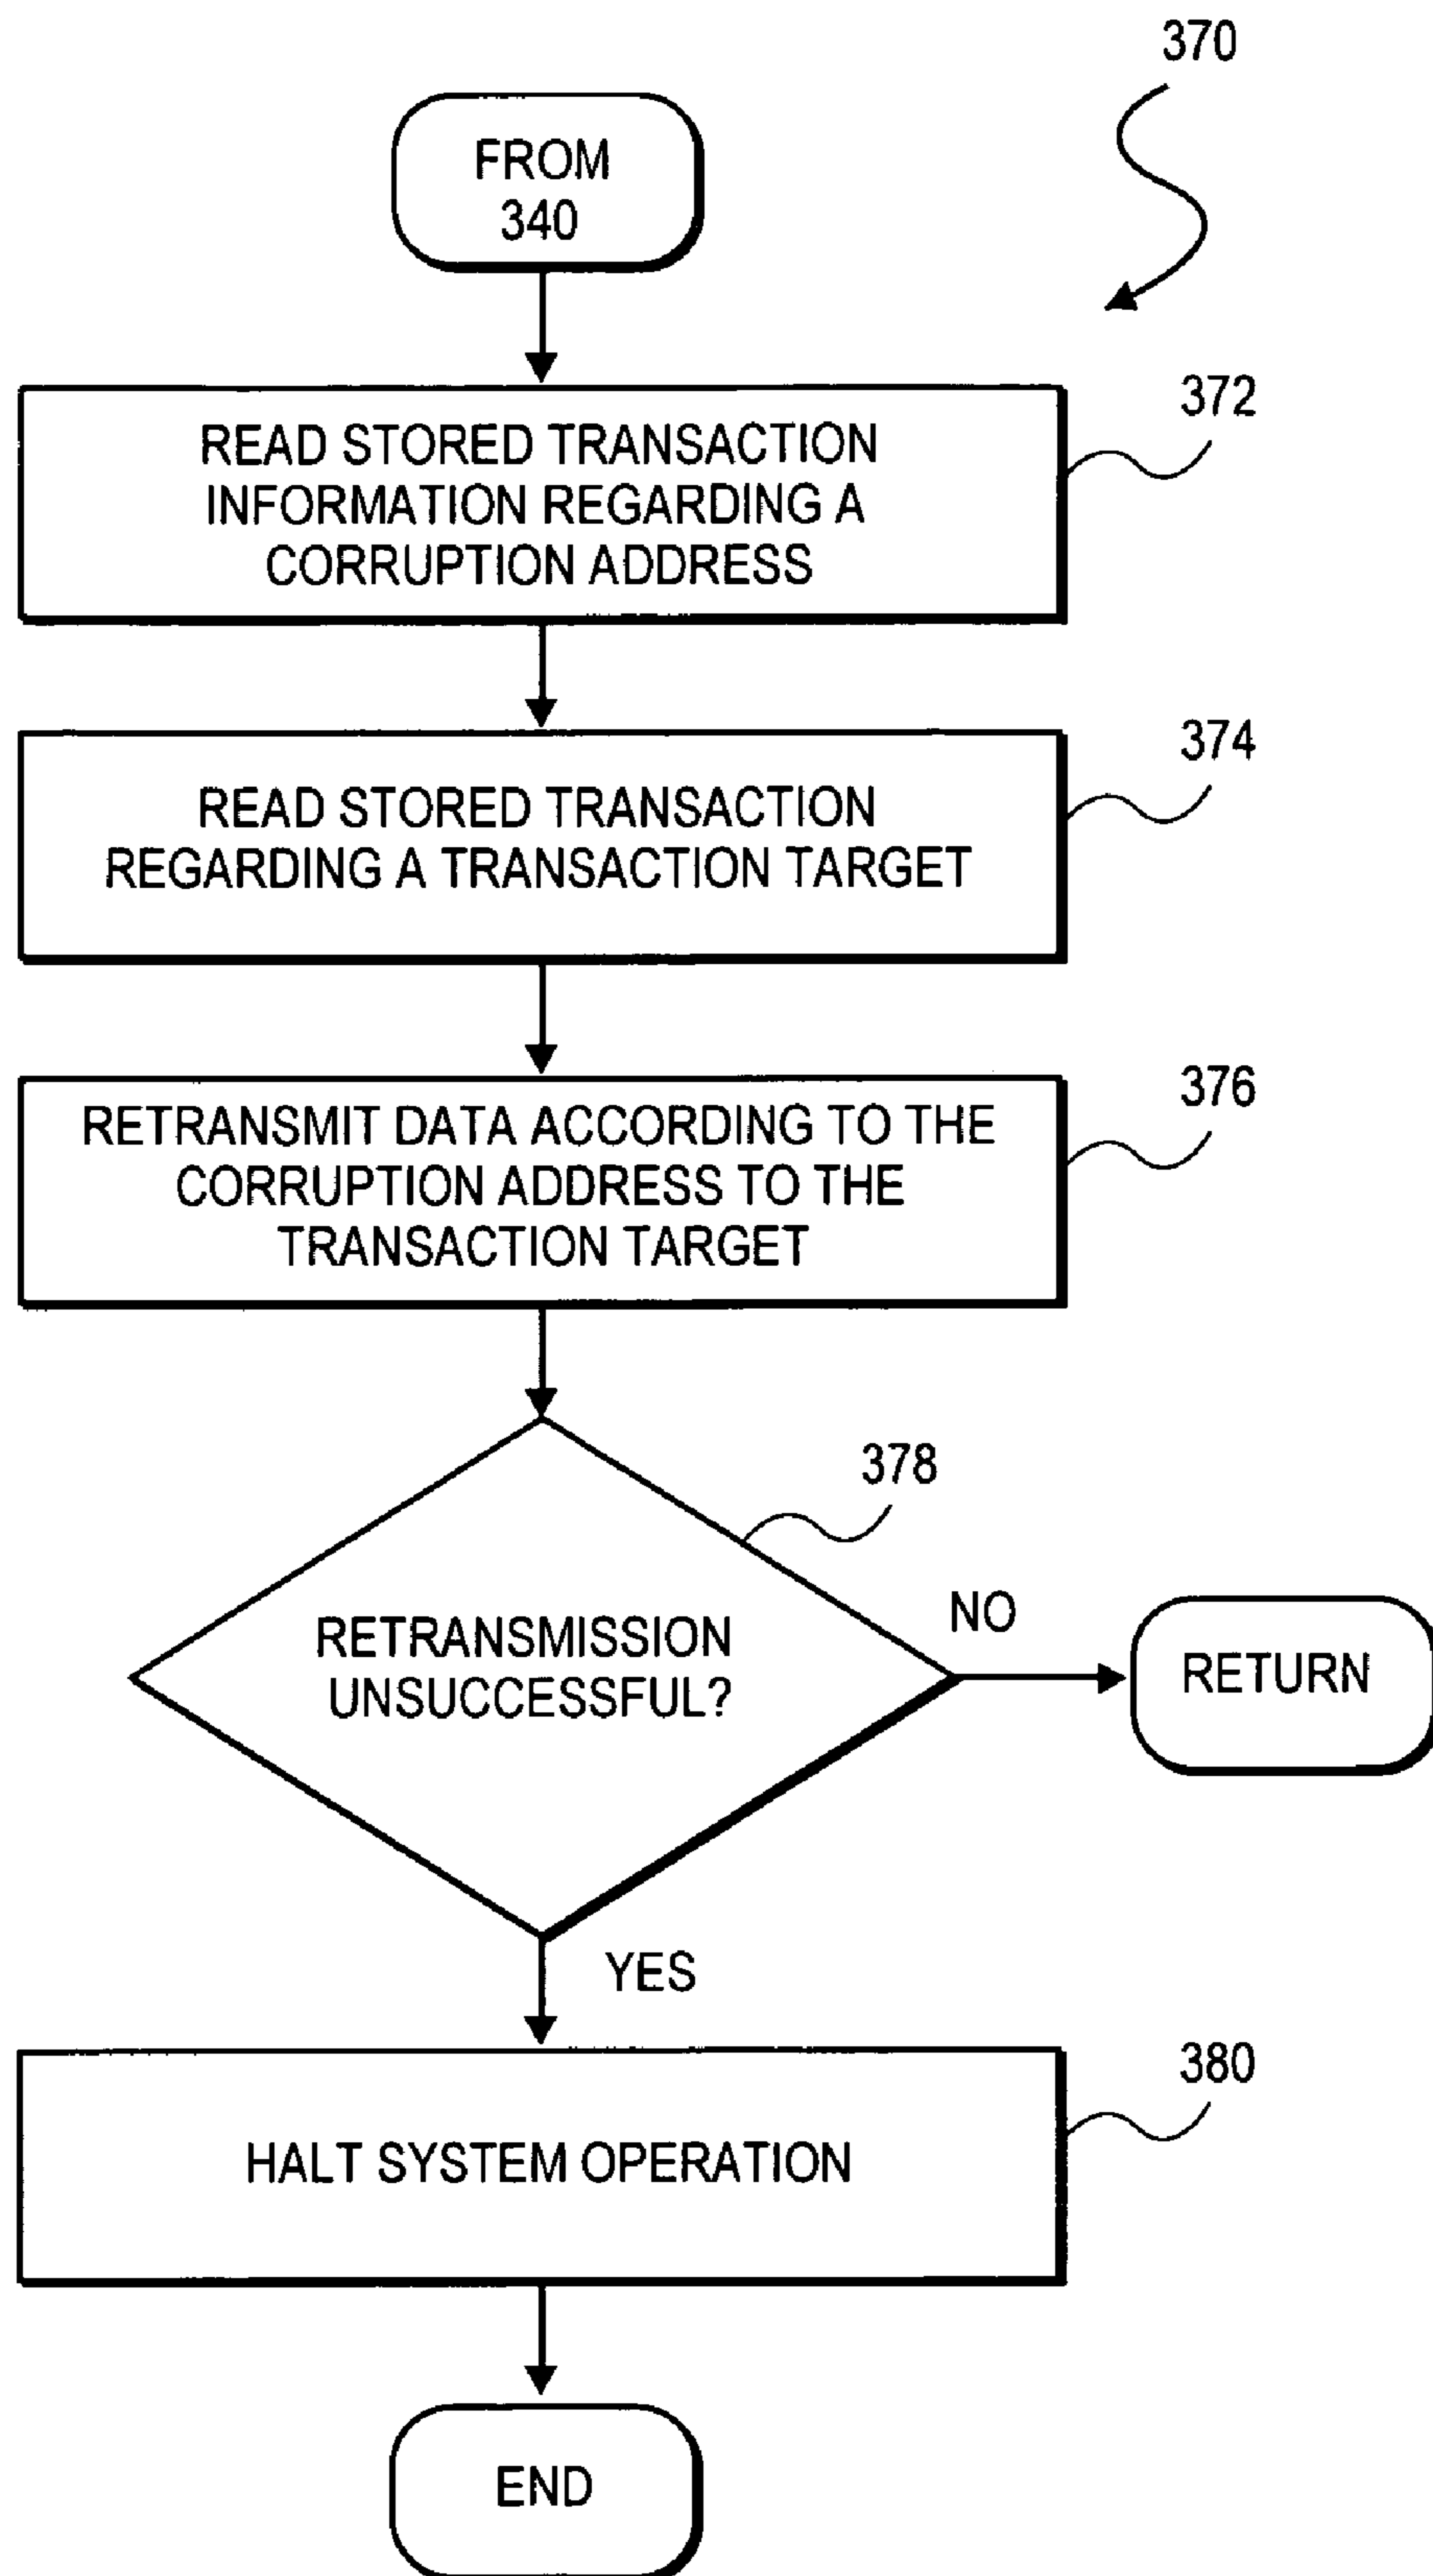 370
FROM
340
372
READ STORED TRANSACTION
INFORMATION REGARDING A
CORRUPTION ADDRESS
374
READ STORED TRANSACTION
REGARDING A TRANSACTION TARGET
376
RETRANSMIT DATA ACCORDING TO THE
CORRUPTION ADDRESS TO THE
TRANSACTION TARGET
378
RETRANSMISSION
UNSUCCESSFUL?
NO
RETURN
YES
380
HALT SYSTEM OPERATION
END